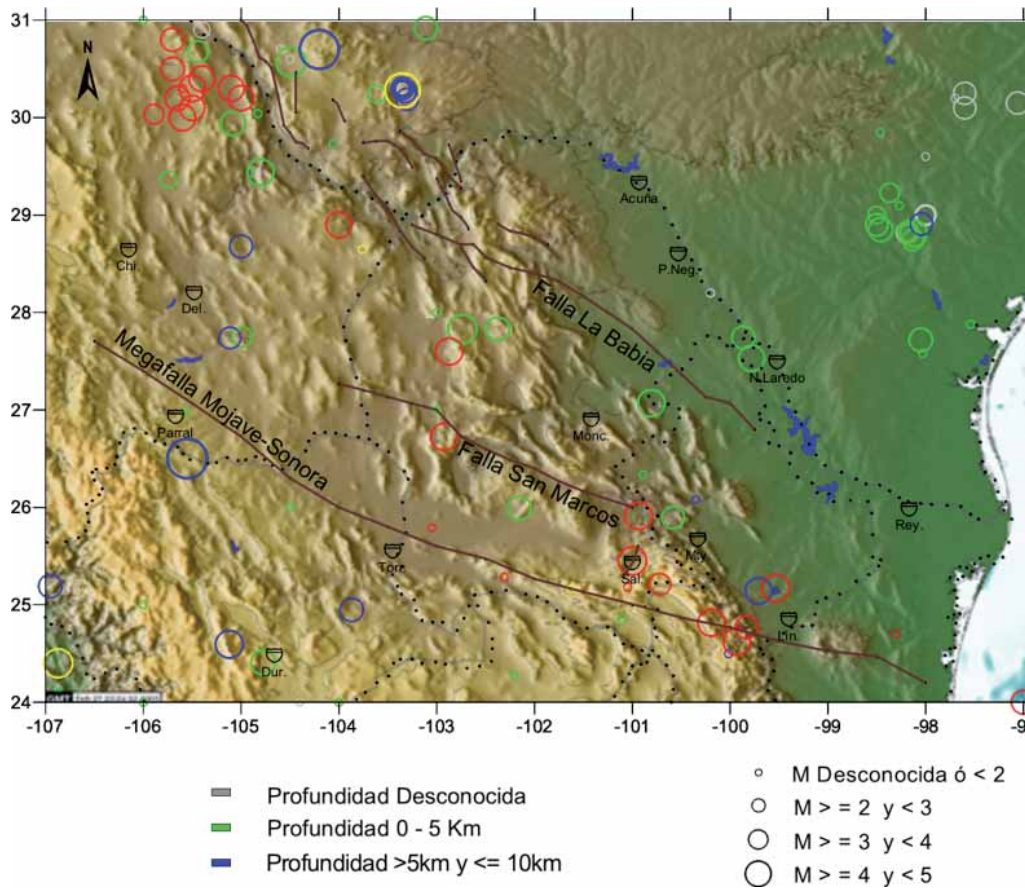 31
30
29
28
27
26
25
24
N
Acuña
P.Neg.
Chi.
Del.
Falla La Babia
N.Laredo
Megafalla Mojave-Sonora
Parral
Monc.
Falla San Marcos
Rey.
Torr.
Mty.
Sal.
Lin.
Dur.
-107 -106 -105 -104 -103 -102 -101 -100 -99 -98
Profundidad Desconocida
Profundidad 0 - 5 Km
Profundidad >5km y <= 10km
M Desconocida ó < 2
M > = 2 y < 3
M > = 3 y < 4
M > = 4 y < 5